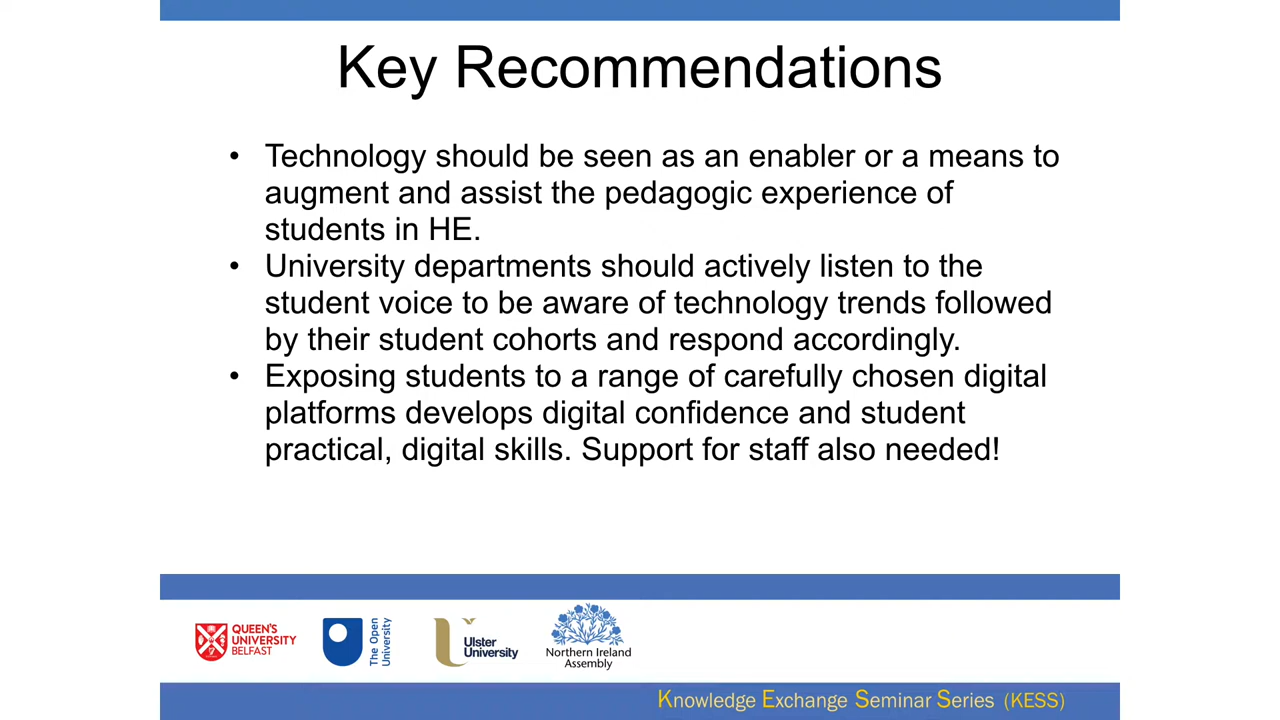 Key Recommendations
• Technology should be seen as an enabler or a means to
augment and assist the pedagogic experience of
students in HE.
• University departments should actively listen to the
student voice to be aware of technology trends followed
by their student cohorts and respond accordingly.
• Exposing students to a range of carefully chosen digital
platforms develops digital confidence and student
practical, digital skills. Support for staff also needed!
QUEEN'S
UNIVERSITY
BELFAST
The Open
University
Ulster
University
Northern Ireland
Assembly
Knowledge Exchange Seminar Series (KESS)